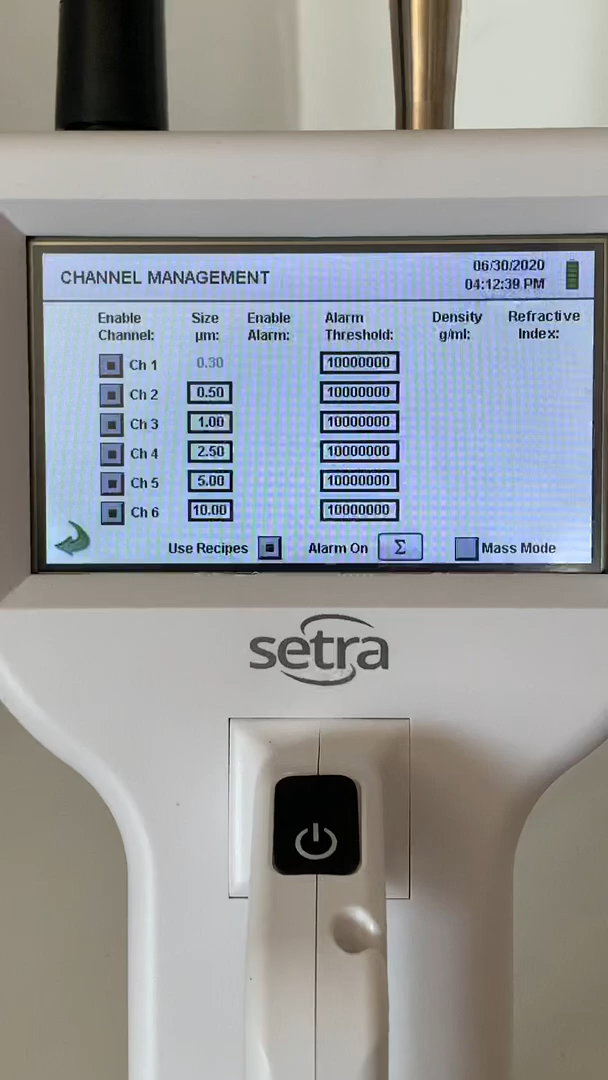 CHANNEL MANAGEMENT
06/30/2020
04:12:39 PM
Enable Channel: Size µm: Enable Alarm: Alarm Threshold: Density g/ml: Refractive Index:
Ch 1 0.30 10000000
Ch 2 0.50 10000000
Ch 3 1.00 10000000
Ch 4 2.50 10000000
Ch 5 5.00 10000000
Ch 6 10.00 10000000
Use Recipes Alarm On Σ Mass Mode
setra